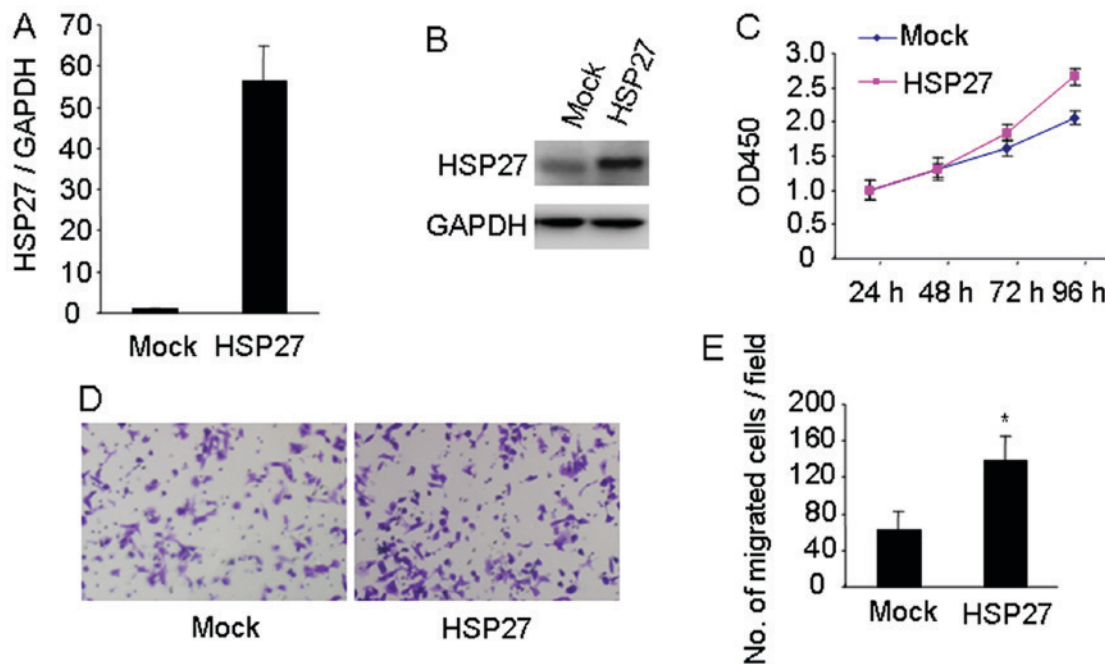 A
HSP27 / GAPDH
70
60
50
40
30
20
10
0
Mock HSP27
B
Mock HSP27
HSP27
GAPDH
C
Mock
HSP27
OD450
3.0
2.5
2.0
1.5
1.0
0.5
0
24 h 48 h 72 h 96 h
D
Mock HSP27
E
No. of migrated cells / field
200
160
120
80
40
0
*
Mock HSP27